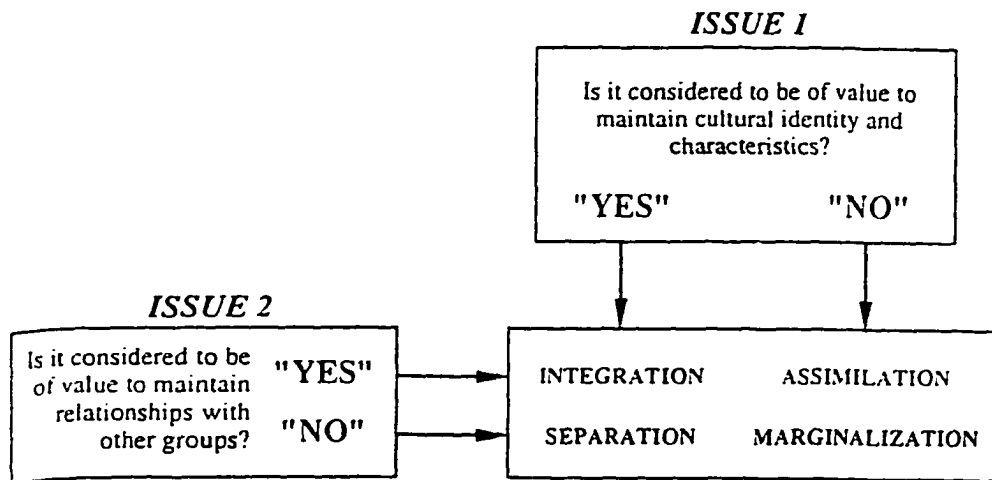 ISSUE 1
Is it considered to be of value to
maintain cultural identity and
characteristics?
"YES" "NO"
ISSUE 2
Is it considered to be
of value to maintain
relationships with
other groups?
"YES"
"NO"
INTEGRATION ASSIMILATION
SEPARATION MARGINALIZATION